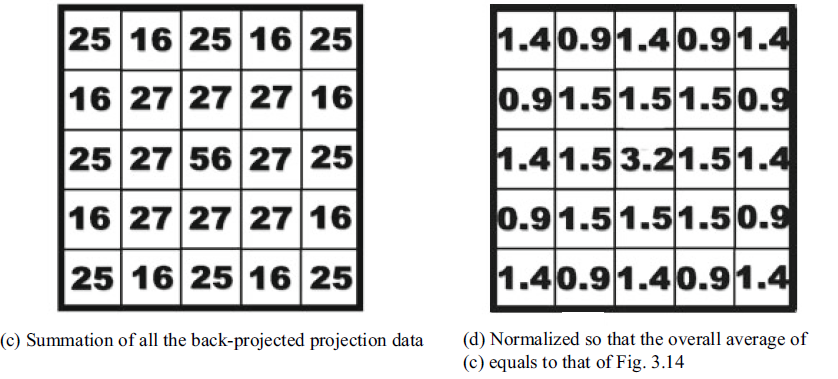 25 16 25 16 25
16 27 27 27 16
25 27 56 27 25
16 27 27 27 16
25 16 25 16 25
(c) Summation of all the back-projected projection data
1.4 0.9 1.4 0.9 1.4
0.9 1.5 1.5 1.5 0.9
1.4 1.5 3.2 1.5 1.4
0.9 1.5 1.5 1.5 0.9
1.4 0.9 1.4 0.9 1.4
(d) Normalized so that the overall average of
(c) equals to that of Fig. 3.14